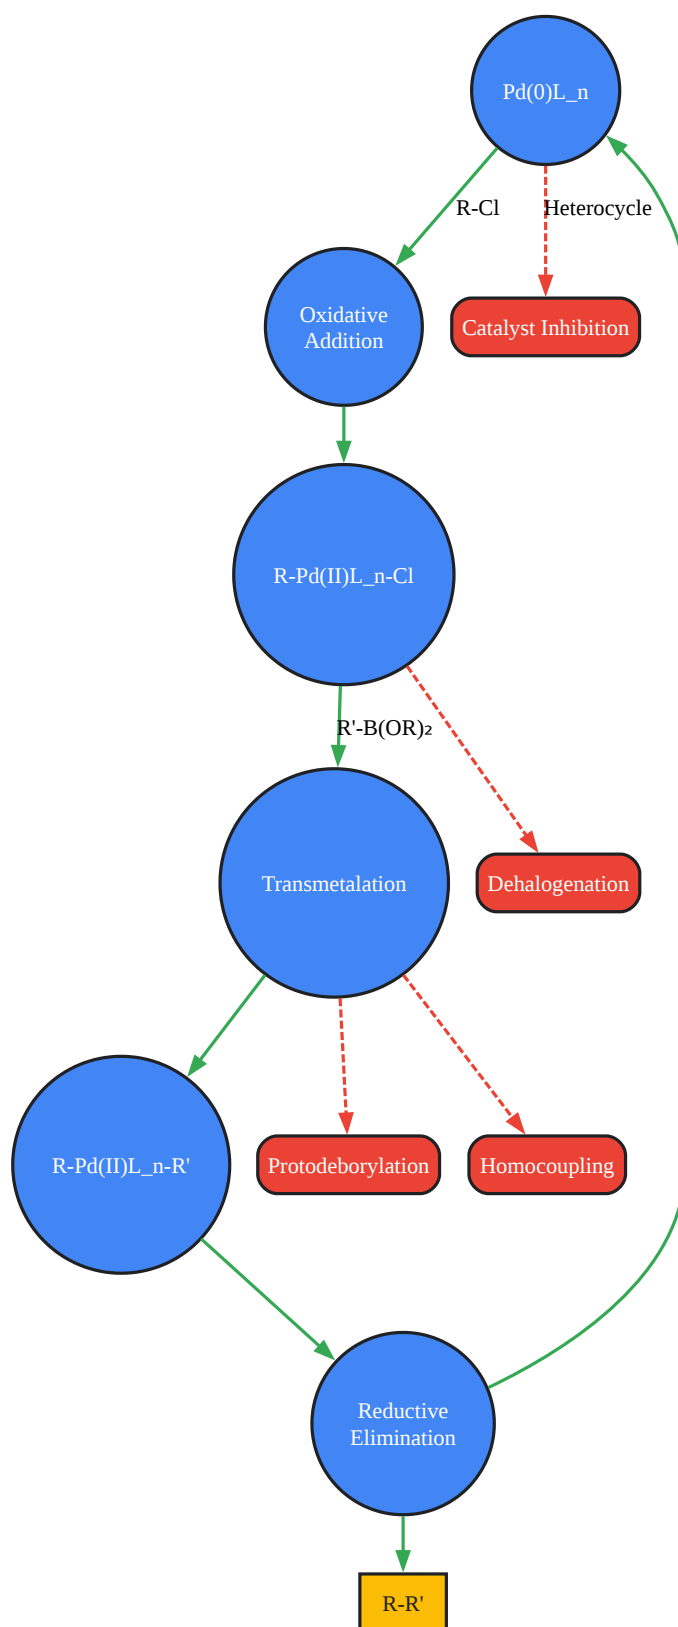 Pd(0)L_n
R-Cl
Heterocycle
Oxidative
Addition
Catalyst Inhibition
R-Pd(II)L_n-Cl
R'-B(OR)₂
Transmetalation
Dehalogenation
R-Pd(II)L_n-R'
Protodeborylation
Homocoupling
Reductive
Elimination
R-R'